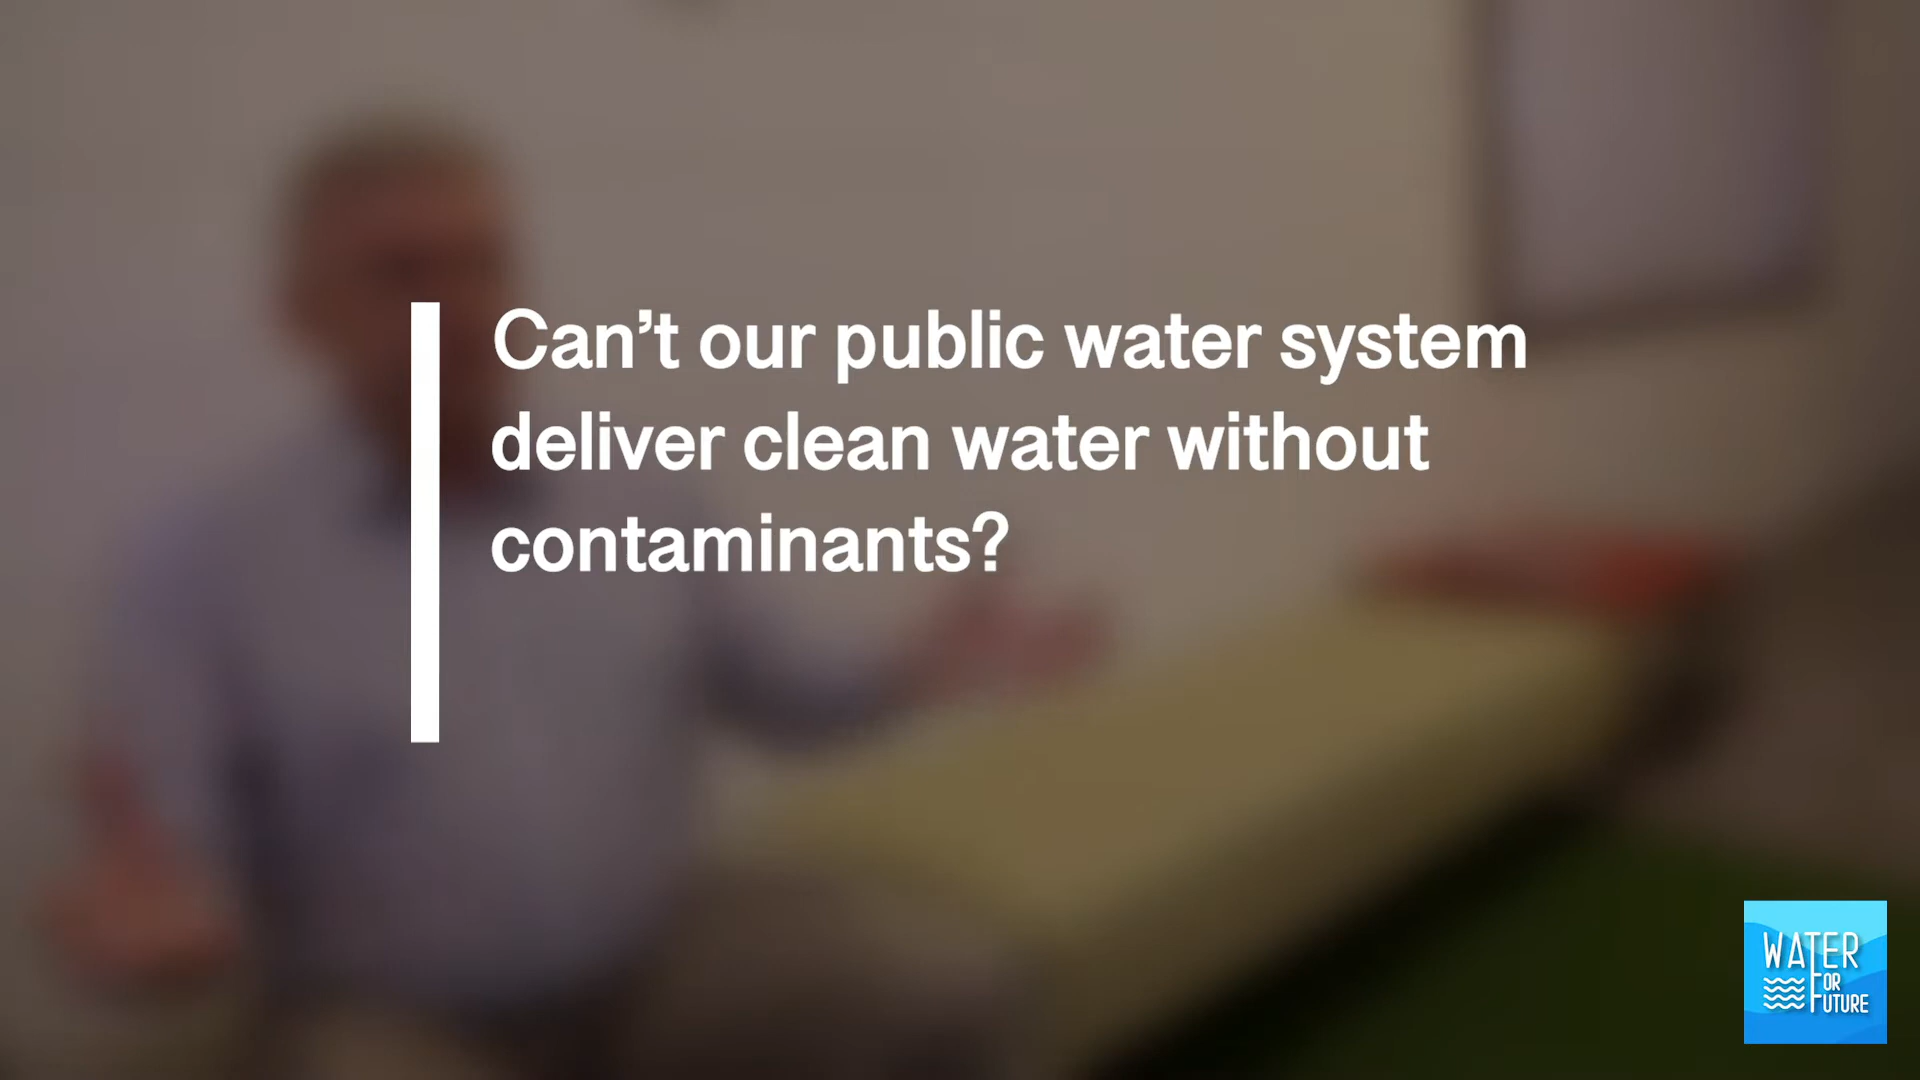 Can't our public water system
deliver clean water without
contaminants?
WATER
FOR
FUTURE